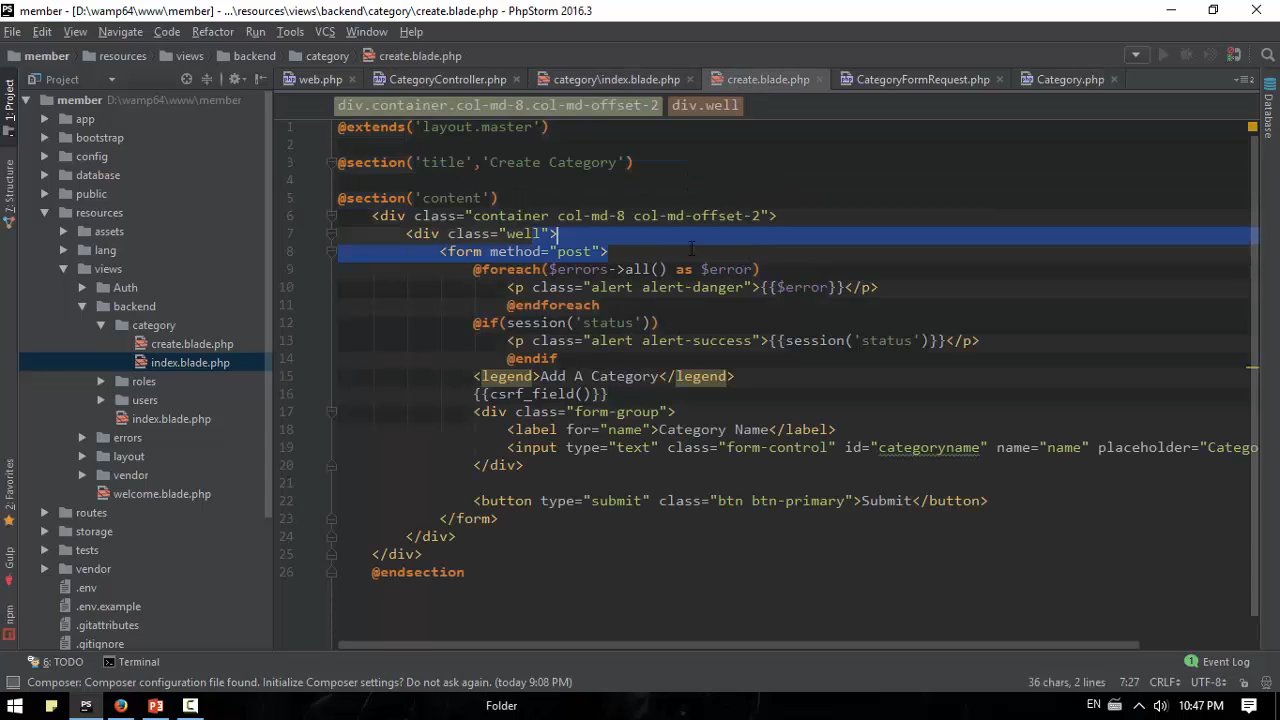 member - [D:\wamp64\www\member] - ...\resources\views\backend\category\create.blade.php - PhpStorm 2016.3
File Edit View Navigate Code Refactor Run Tools VCS Window Help
member resources views backend category create.blade.php
Project web.php CategoryController.php category\index.blade.php create.blade.php CategoryFormRequest.php Category.php
1: Project
7: Structure
2: Favorites
Gulp
npm
Database
member D:\wamp64\www\member
app
bootstrap
config
database
public
resources
assets
lang
views
Auth
backend
category
create.blade.php
index.blade.php
roles
users
index.blade.php
errors
layout
vendor
welcome.blade.php
routes
storage
tests
vendor
.env
.env.example
.gitattributes
.gitignore
div.container.col-md-8.col-md-offset-2 div.well
1 @extends('layout.master')
2
3 @section('title','Create Category')
4
5 @section('content')
6 <div class="container col-md-8 col-md-offset-2">
7 <div class="well">
8 <form method="post">
9 @foreach($errors->all() as $error)
10 <p class="alert alert-danger">{{$error}}</p>
11 @endforeach
12 @if(session('status'))
13 <p class="alert alert-success">{{session('status')}}</p>
14 @endif
15 <legend>Add A Category</legend>
16 {{csrf_field()}}
17 <div class="form-group">
18 <label for="name">Category Name</label>
19 <input type="text" class="form-control" id="categoryname" name="name" placeholder="Catego
20 </div>
21
22 <button type="submit" class="btn btn-primary">Submit</button>
23 </form>
24 </div>
25 </div>
26 @endsection
6: TODO Terminal 1 Event Log
Composer: Composer configuration file found. Initialize Composer settings? Do not ask again. (today 9:08 PM) 36 chars, 2 lines 7:27 CRLF UTF-8
Folder EN 10:47 PM